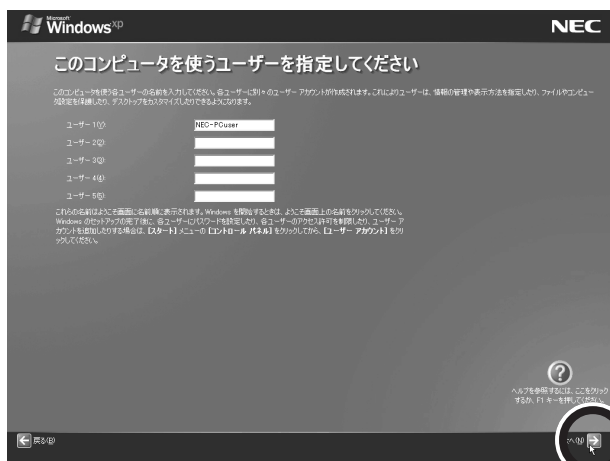 Microsoft
Windows xp
NEC
このコンピュータを使うユーザーを指定してください
このコンピュータを使う各ユーザーの名前を入力してください。各ユーザーに別々のユーザー アカウントが作成されます。これによりユーザーは、情報の管理や表示方法を指定したり、ファイルやコンピュー
タ設定を保護したり、デスクトップをカスタマイズしたりできるようになります。
ユーザー 1(Y):
NEC-PCuser
ユーザー 2(2):
ユーザー 3(3):
ユーザー 4(4):
ユーザー 5(5):
これらの名前はようこそ画面に名前順に表示されます。Windows を開始するときは、ようこそ画面上の名前をクリックしてください。
Windows のセットアップの完了後に、各ユーザーにパスワードを設定したり、各ユーザーのアクセス許可を制限したり、ユーザー ア
カウントを追加したりする場合は、[スタート] メニューの [コントロール パネル] をクリックしてから、[ユーザー アカウント] をクリ
ックしてください。
ヘルプを参照するには、ここをクリック
するか、F1 キーを押してください。
戻る(B)
へ(N)